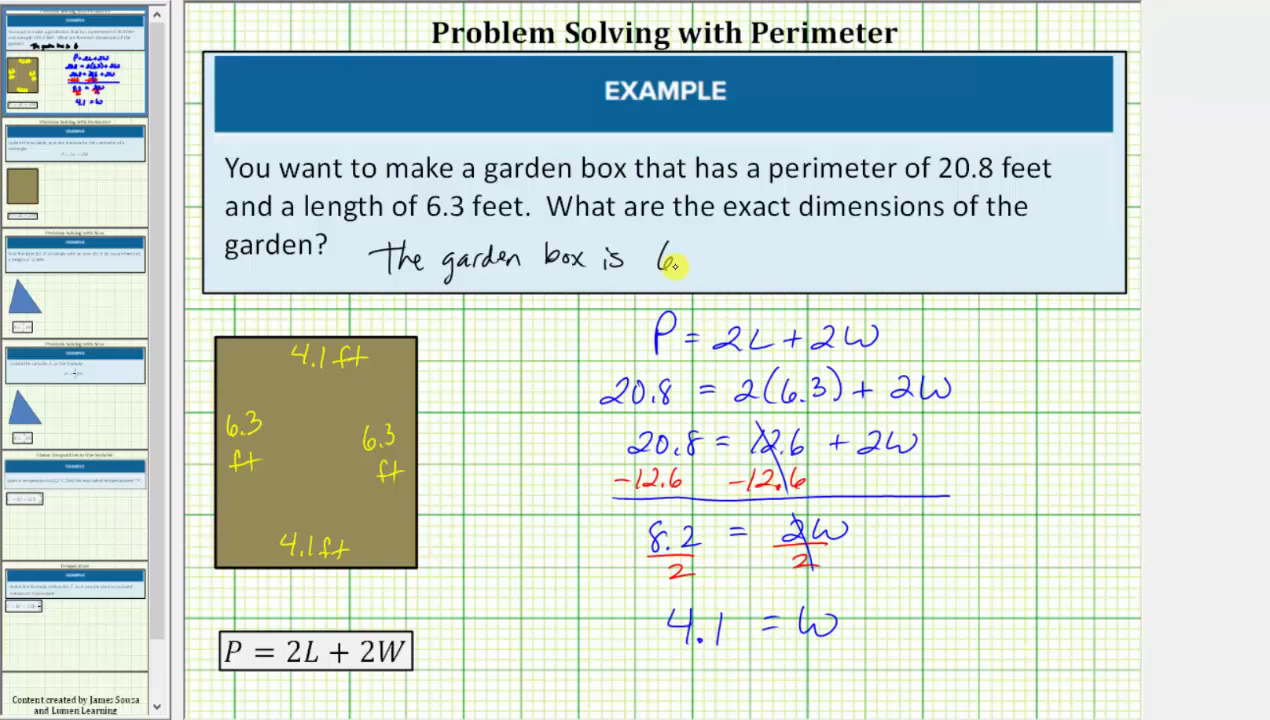 Problem Solving with Perimeter
EXAMPLE
You want to make a garden box that has a perimeter of 20.8 feet
and a length of 6.3 feet. What are the exact dimensions of the
garden? The garden box is 6
P = 2L + 2W
20.8 = 2(6.3) + 2W
20.8 = 12.6 + 2W
-12.6 -12.6
8.2 = 2W
2 2
4.1 = W
4.1 ft
6.3 6.3
ft ft
4.1 ft
P = 2L + 2W
Content created by James Sousa
and Lumen Learning